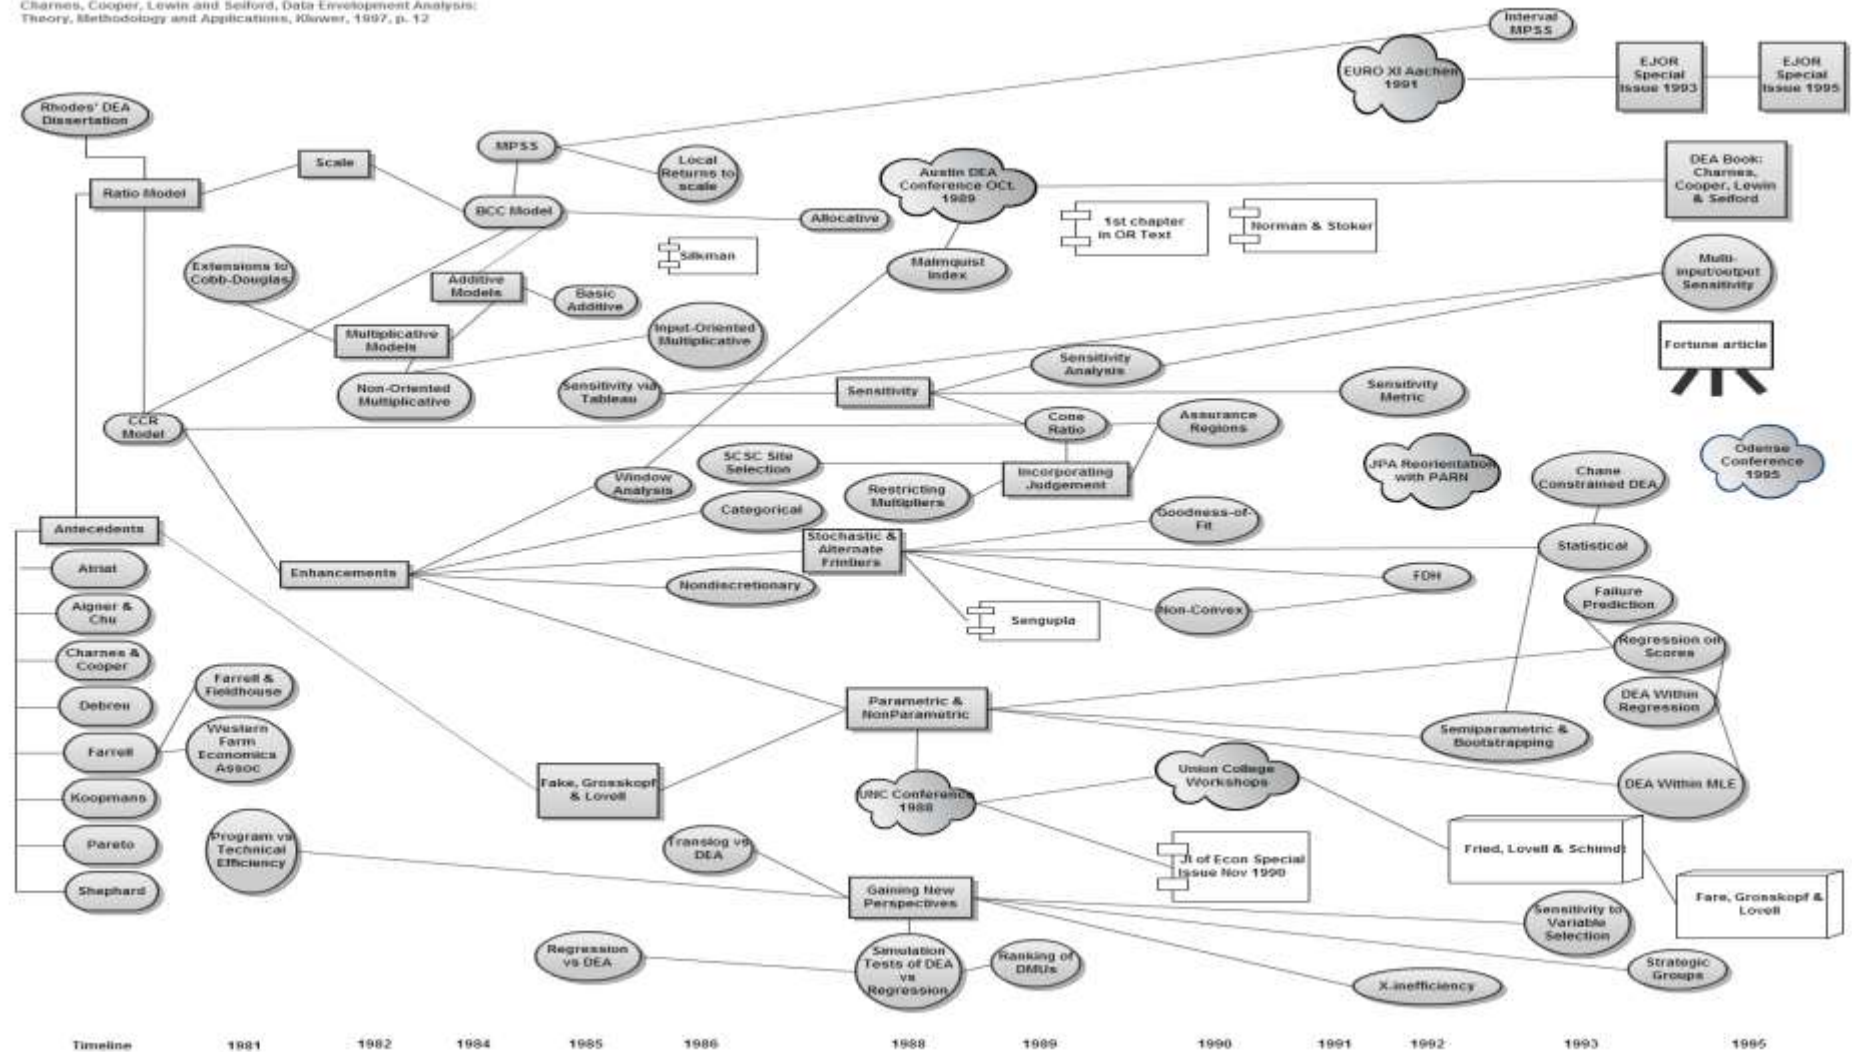 Charnes, Cooper, Lewin and Seiford, Data Envelopment Analysis:
Theory, Methodology and Applications, Kluwer, 1997, p. 12
Interval
MPSS
EURO XI Aachen
1991
EJOR
Special
Issue 1993
EJOR
Special
Issue 1995
Rhodes' DEA
Dissertation
MPSS
Scale
Local
Returns to
scale
Ratio Model
Austin DEA
Conference OCt.
1989
DEA Book:
Charnes,
Cooper, Lewin
& Seiford
BCC Model
Allocative
1st chapter
in OR Text
Norman & Stoker
Silkman
Extensions to
Cobb-Douglas
Malmquist
Index
Multi-
input/output
Sensitivity
Additive
Models
Basic
Additive
Multiplicative
Models
Input-Oriented
Multiplicative
Fortune article
Non-Oriented
Multiplicative
Sensitivity via
Tableau
Sensitivity
Sensitivity
Analysis
Sensitivity
Metric
CCR
Model
Cone
Ratio
Assurance
Regions
SCSC Site
Selection
Incorporating
Judgement
JPA Reorientation
with PARN
Chane
Constrained DEA
Odense
Conference
1995
Window
Analysis
Restricting
Multipliers
Categorical
Goodness-of-
Fit
Antecedents
Stochastic &
Alternate
Frintiers
Statistical
Enhancements
Nondiscretionary
FDH
Afriat
Failure
Prediction
Aigner &
Chu
Sengupla
Non-Convex
Regression on
Scores
Charnes &
Cooper
Farrell &
Fieldhouse
Debreu
Parametric &
NonParametric
DEA Within
Regression
Western
Farm
Economics
Assoc
Farrell
Semiparametric &
Bootstrapping
Fake, Grosskopf
& Lovell
UNC Conference
1988
Union College
Workshops
DEA Within MLE
Koopmans
Pareto
Program vs
Technical
Efficiency
Translog vs
DEA
Jl of Econ Special
Issue Nov 1990
Fried, Lovell & Schimdt
Shephard
Gaining New
Perspectives
Fare, Grosskopf &
Lovell
Sensitivity to
Variable
Selection
Regression
vs DEA
Simulation
Tests of DEA
vs
Regression
Ranking of
DMUs
Strategic
Groups
X-inefficiency
Timeline 1981 1982 1984 1985 1986 1988 1989 1990 1991 1992 1993 1995